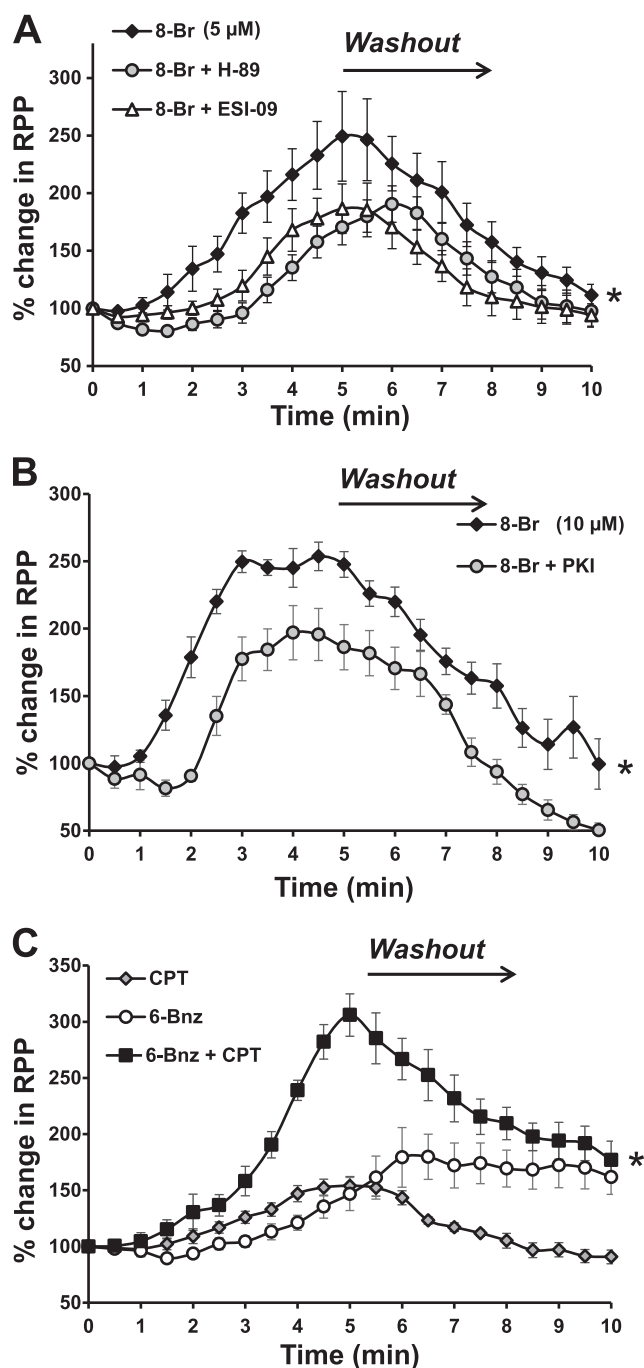 A
8-Br (5 µM)
8-Br + H-89
8-Br + ESI-09
Washout
% change in RPP
300
250
200
150
100
50
*
0 1 2 3 4 5 6 7 8 9 10
Time (min)
B
Washout
8-Br (10 µM)
8-Br + PKI
% change in RPP
300
250
200
150
100
50
*
0 1 2 3 4 5 6 7 8 9 10
Time (min)
C
Washout
CPT
6-Bnz
6-Bnz + CPT
% change in RPP
350
300
250
200
150
100
50
*
0 1 2 3 4 5 6 7 8 9 10
Time (min)